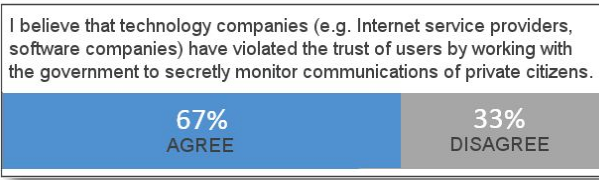 I believe that technology companies (e.g. Internet service providers,
software companies) have violated the trust of users by working with
the government to secretly monitor communications of private citizens.
67%
AGREE
33%
DISAGREE